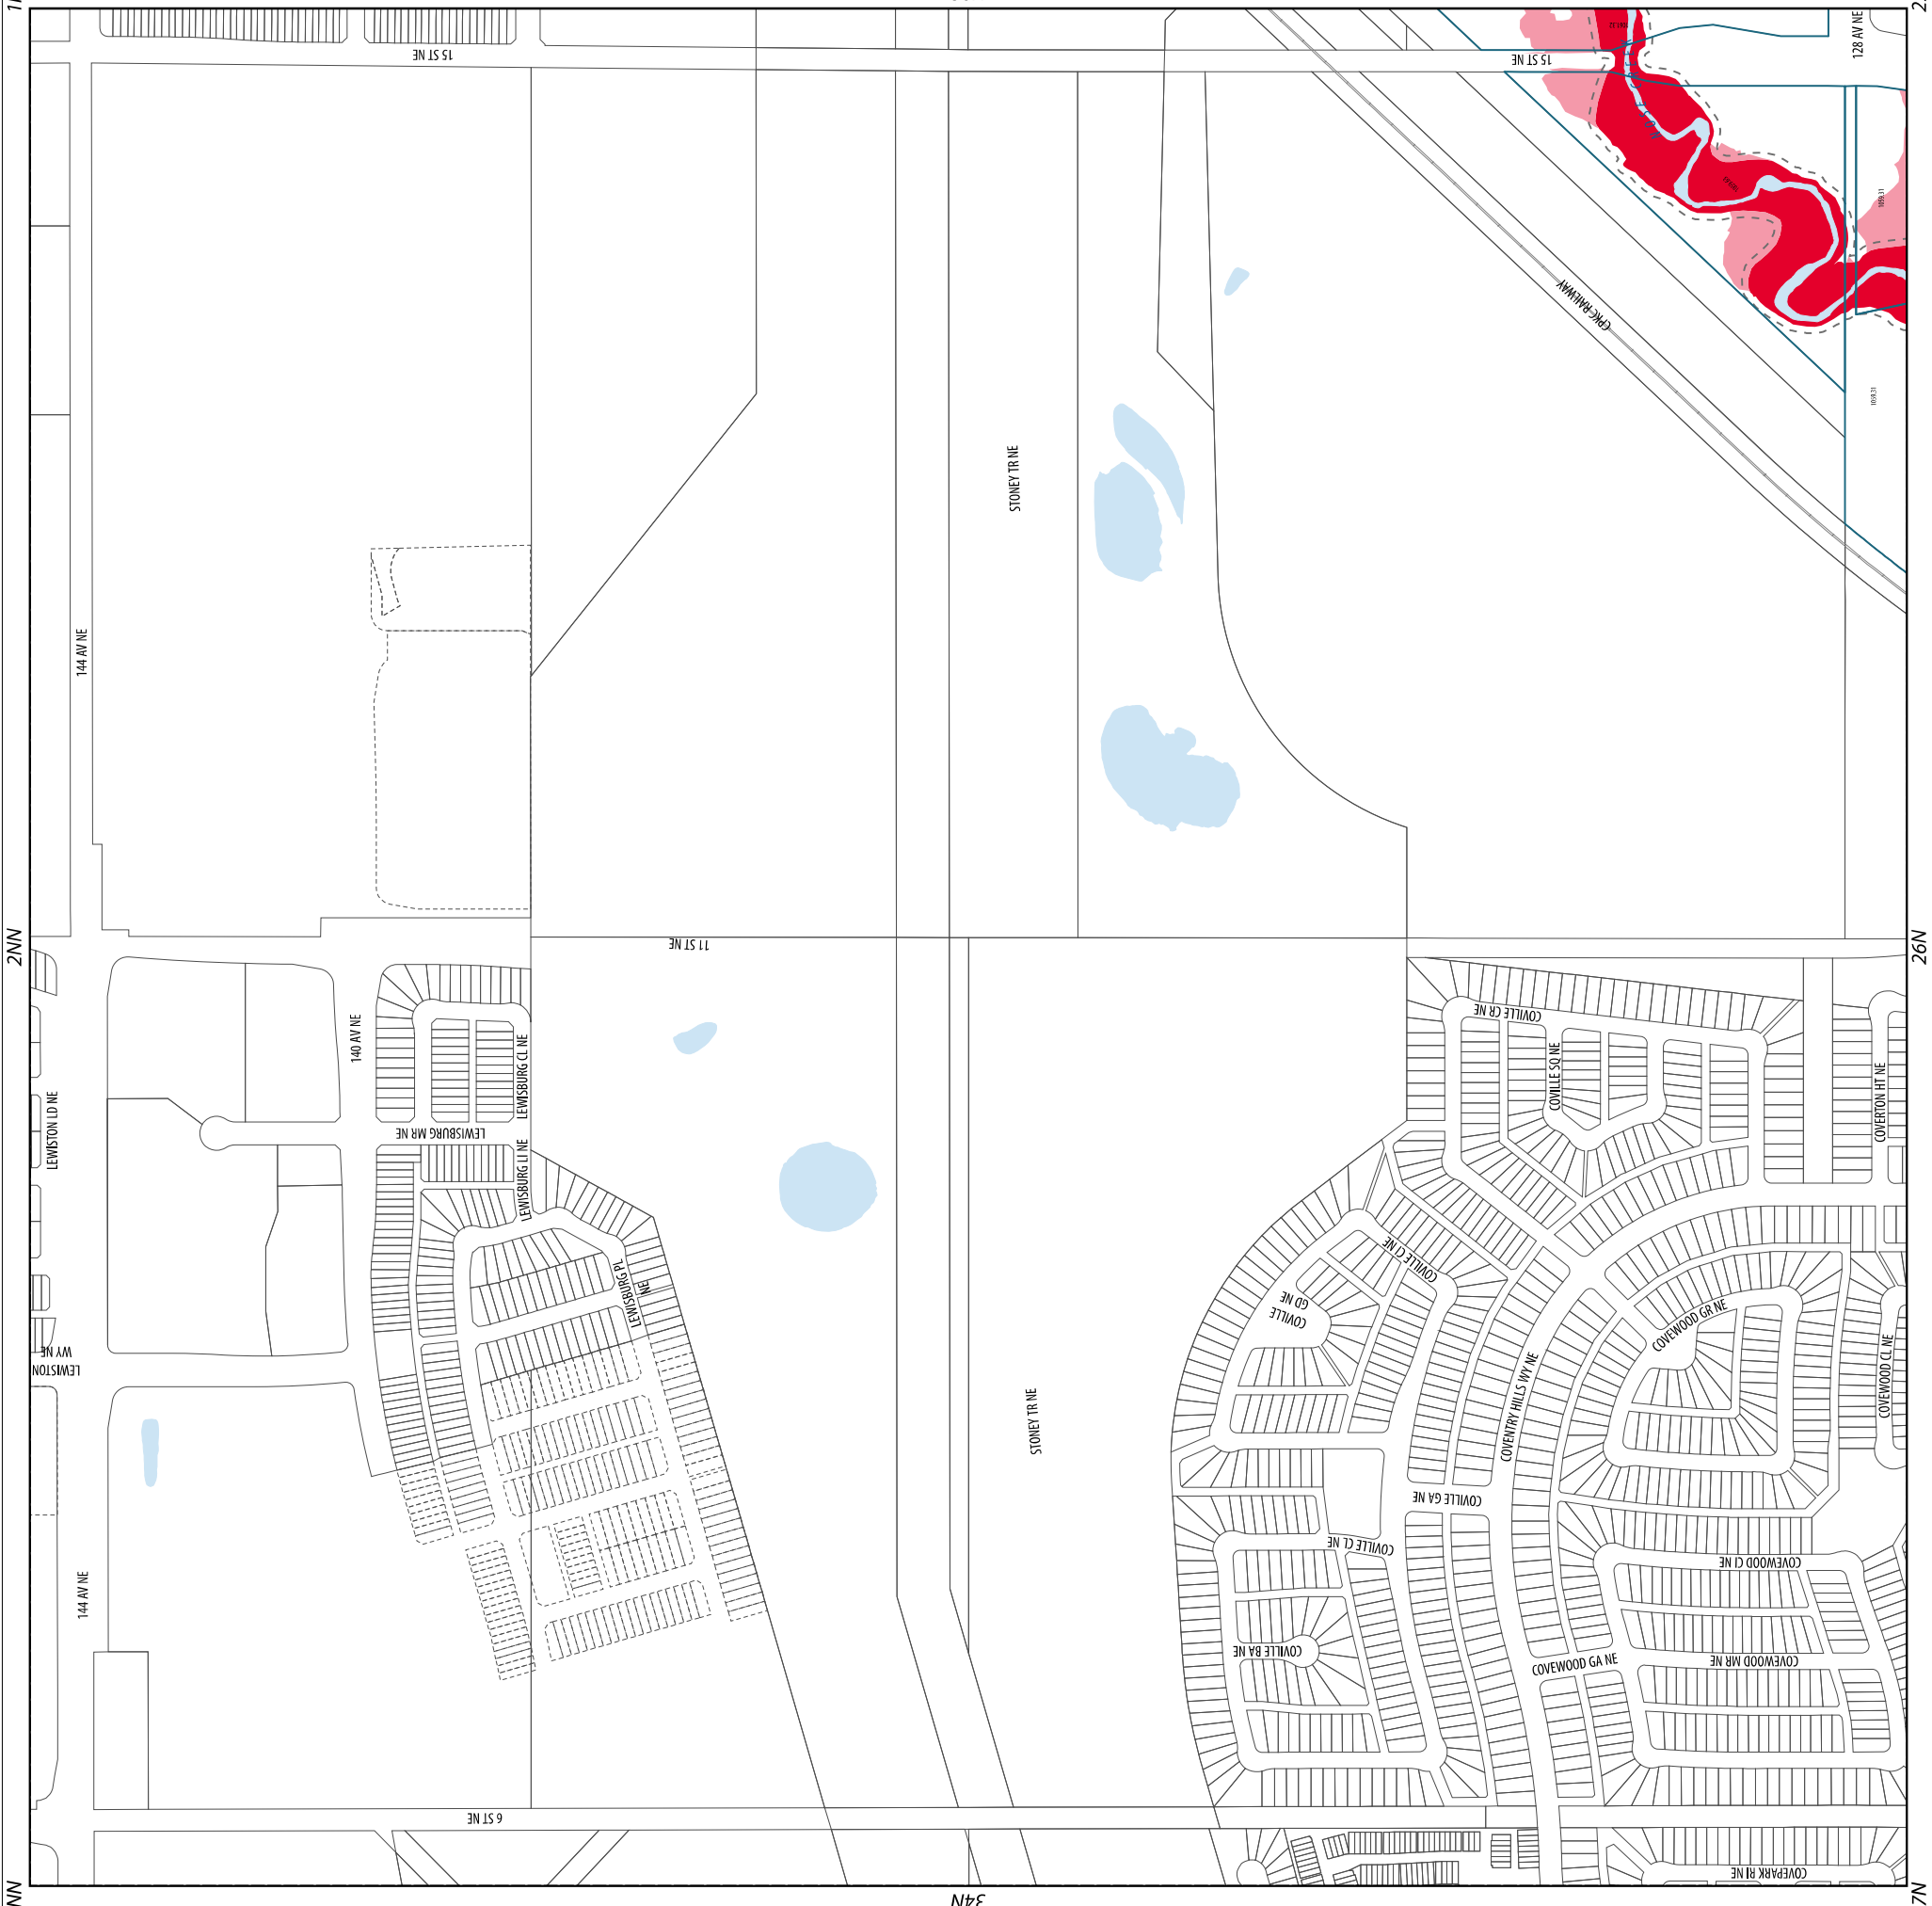 15 ST NE
15 ST NE
128 AV NE
1059.31
CPKC RAILWAY
1059.31
STONEY TR NE
144 AV NE
2NN
26N
11 ST NE
140 AV NE
LEWISTON LD NE
LEWISBURG CL NE
LEWISBURG MR NE
LEWISBURG LI NE
LEWISBURG PL
NE
LEWISTON
WY NE
COVILLE CR NE
COVILLE SQ NE
COVERTON HT NE
COVILLE CI NE
COVILLE
GD NE
COVEWOOD GR NE
COVEWOOD CL NE
COVENTRY HILLS WY NE
STONEY TR NE
COVILLE GA NE
COVILLE CL NE
COVEWOOD CI NE
144 AV NE
COVILLE BA NE
COVEWOOD GA NE
COVEWOOD MR NE
6 ST NE
COVEPARK RI NE
34N
7N